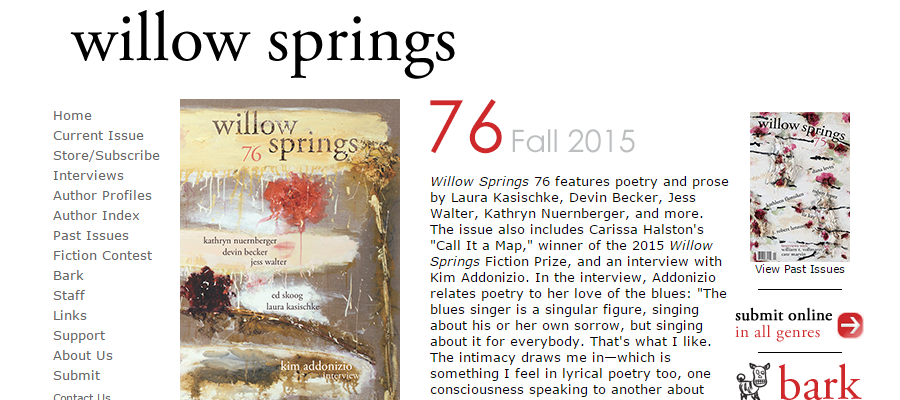 willow springs
Home
Current Issue
Store/Subscribe
Interviews
Author Profiles
Author Index
Past Issues
Fiction Contest
Bark
Staff
Links
Support
About Us
Submit
Contact Us
willow
76 springs
kathryn nuernberger
devin becker
jess walter
ed skoog
laura kasischke
kim addonizio
interview
76 Fall 2015
Willow Springs 76 features poetry and prose
by Laura Kasischke, Devin Becker, Jess
Walter, Kathryn Nuernberger, and more.
The issue also includes Carissa Halston's
"Call It a Map," winner of the 2015 Willow
Springs Fiction Prize, and an interview with
Kim Addonizio. In the interview, Addonizio
relates poetry to her love of the blues: "The
blues singer is a singular figure, singing
about his or her own sorrow, but singing
about it for everybody. That's what I like.
The intimacy draws me in—which is
something I feel in lyrical poetry too, one
consciousness speaking to another about
willow springs
75
View Past Issues
submit online
in all genres
bark